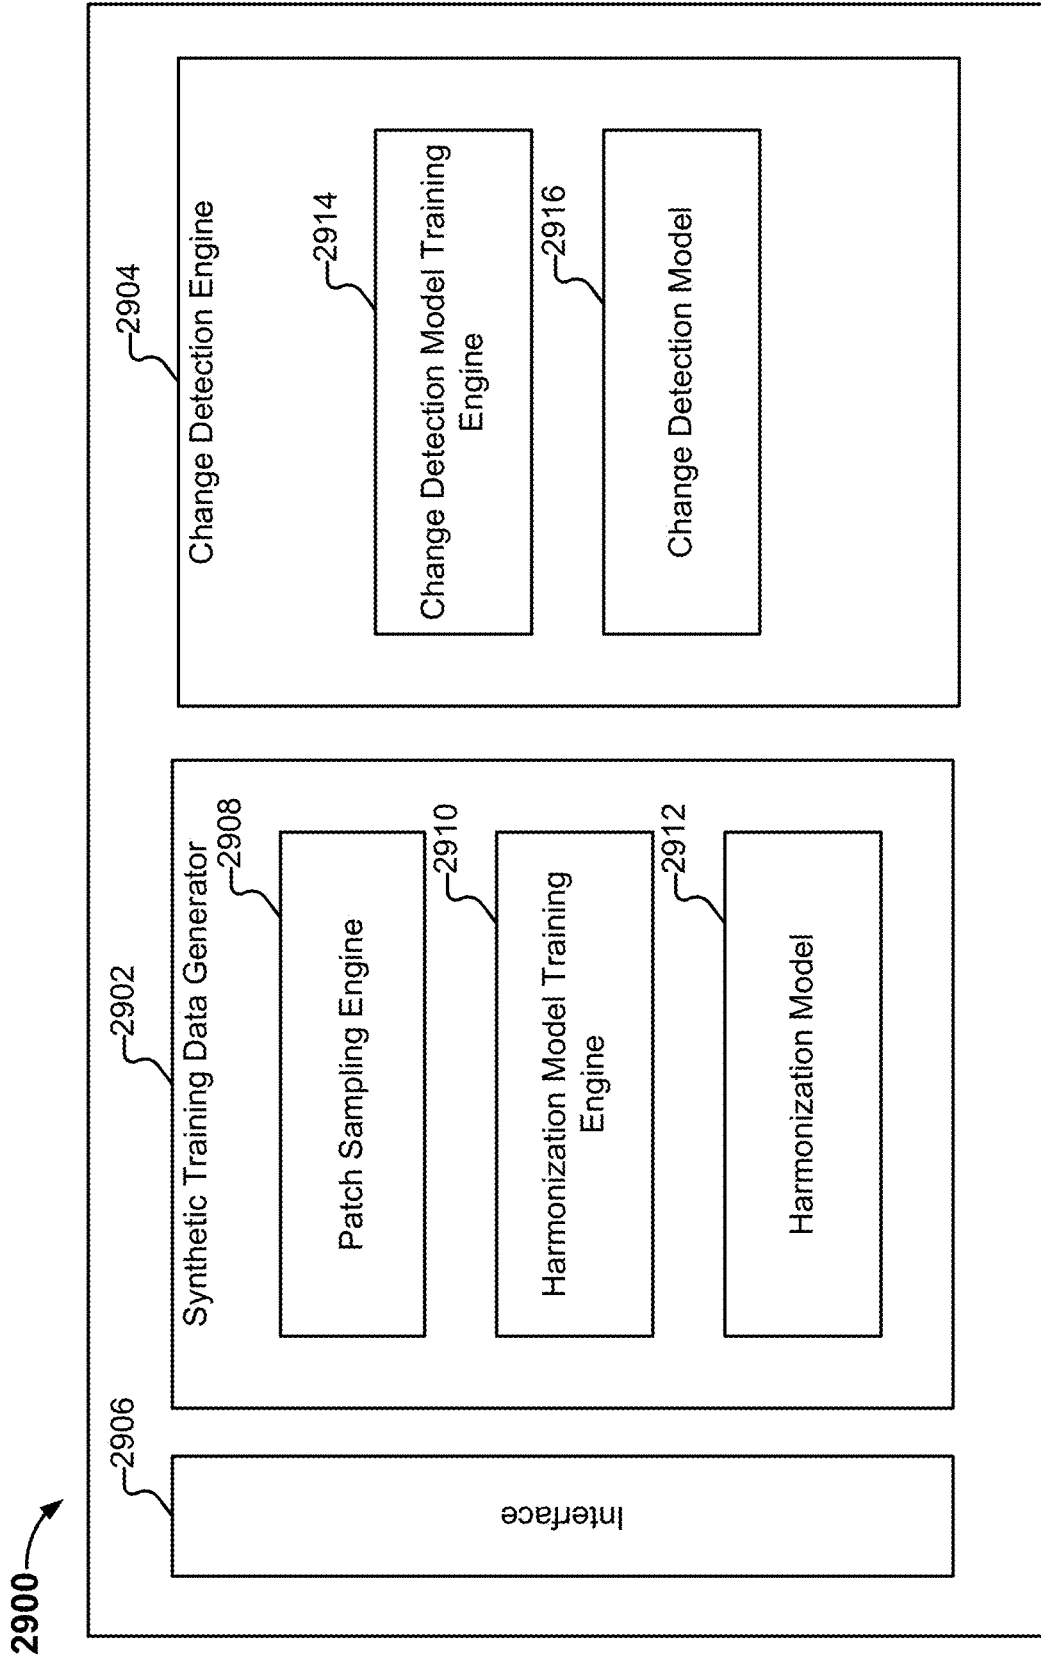 2900
2906
Interface
2902
Synthetic Training Data Generator
2908
Patch Sampling Engine
2910
Harmonization Model Training
Engine
2912
Harmonization Model
2904
Change Detection Engine
2914
Change Detection Model Training
Engine
2916
Change Detection Model